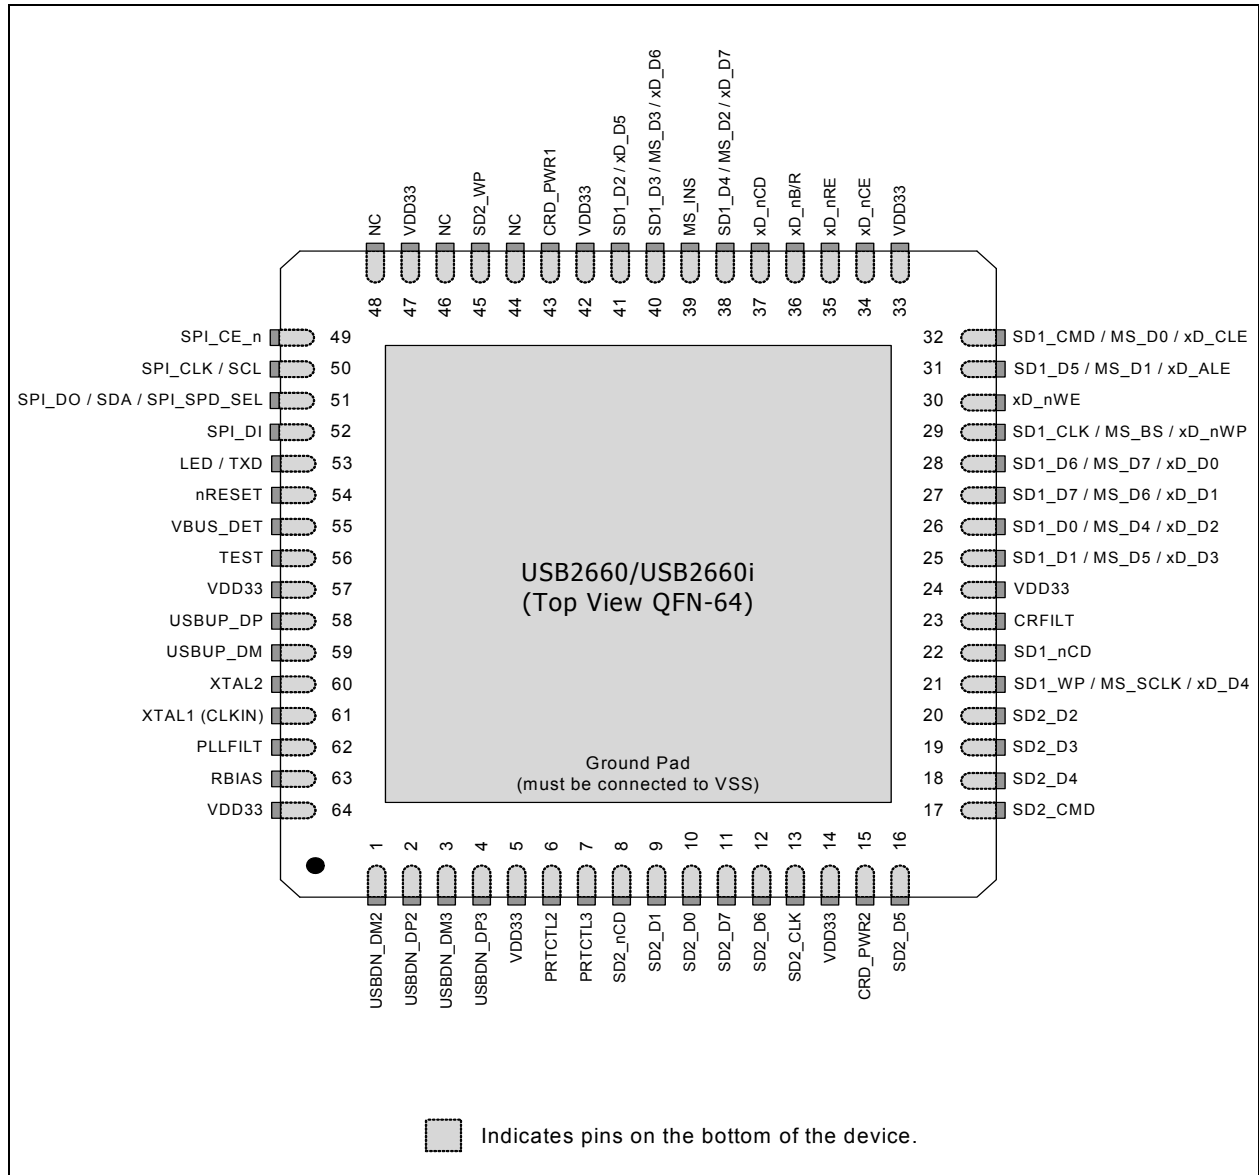 NC
VDD33
NC
SD2_WP
NC
CRD_PWR1
VDD33
SD1_D2 / xD_D5
SD1_D3 / MS_D3 / xD_D6
MS_INS
SD1_D4 / MS_D2 / xD_D7
xD_nCD
xD_nB/R
xD_nRE
xD_nCE
VDD33
48
47
46
45
44
43
42
41
40
39
38
37
36
35
34
33
SPI_CE_n 49
SPI_CLK / SCL 50
SPI_DO / SDA / SPI_SPD_SEL 51
SPI_DI 52
LED / TXD 53
nRESET 54
VBUS_DET 55
TEST 56
VDD33 57
USBUP_DP 58
USBUP_DM 59
XTAL2 60
XTAL1 (CLKIN) 61
PLLFILT 62
RBIAS 63
VDD33 64
USB2660/USB2660i
(Top View QFN-64)
Ground Pad
(must be connected to VSS)
32 SD1_CMD / MS_D0 / xD_CLE
31 SD1_D5 / MS_D1 / xD_ALE
30 xD_nWE
29 SD1_CLK / MS_BS / xD_nWP
28 SD1_D6 / MS_D7 / xD_D0
27 SD1_D7 / MS_D6 / xD_D1
26 SD1_D0 / MS_D4 / xD_D2
25 SD1_D1 / MS_D5 / xD_D3
24 VDD33
23 CRFILT
22 SD1_nCD
21 SD1_WP / MS_SCLK / xD_D4
20 SD2_D2
19 SD2_D3
18 SD2_D4
17 SD2_CMD
1
2
3
4
5
6
7
8
9
10
11
12
13
14
15
16
USBDN_DM2
USBDN_DP2
USBDN_DM3
USBDN_DP3
VDD33
PRTCTL2
PRTCTL3
SD2_nCD
SD2_D1
SD2_D0
SD2_D7
SD2_D6
SD2_CLK
VDD33
CRD_PWR2
SD2_D5
Indicates pins on the bottom of the device.